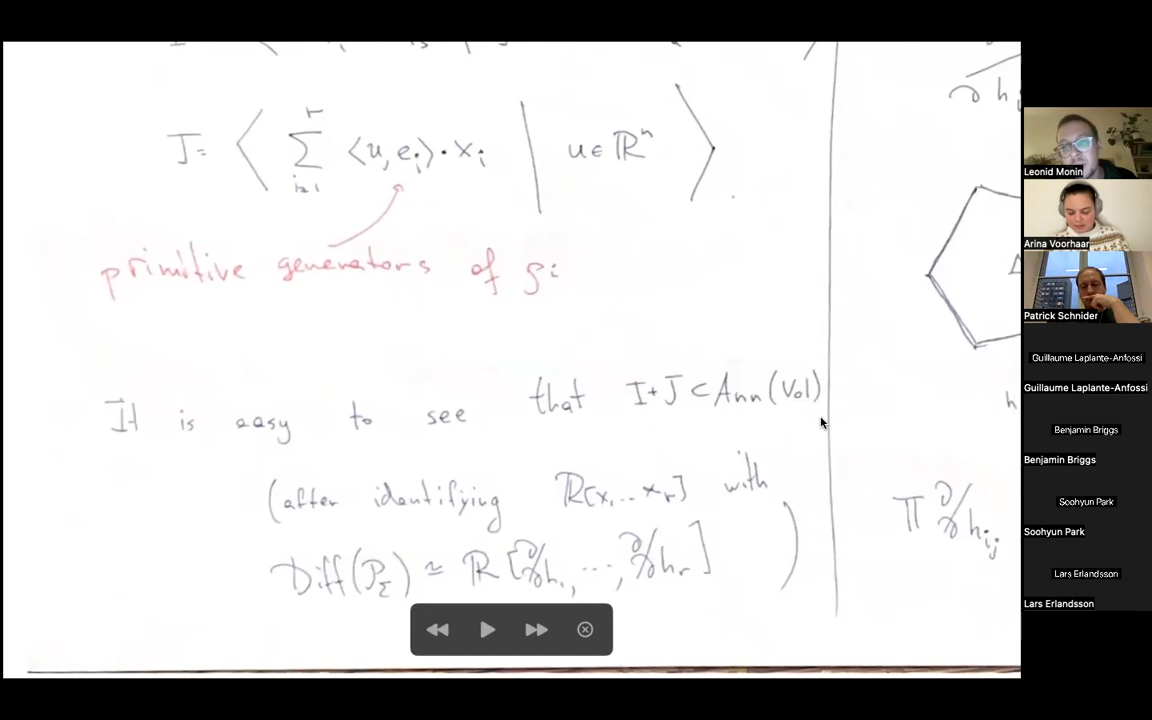 J = ⟨ ∑_{i=1}^{r} ⟨u, e_i⟩ · x_i | u ∈ ℝ^n ⟩.
primitive generators of ρ_i
It is easy to see that I+J ⊂ Ann(Vol)
(after identifying ℝ[x_1 ... x_r] with
Diff(P_Σ) ≃ ℝ[∂/∂h_1, ..., ∂/∂h_r])
∂h_i
Δ
h
π ∂/∂h_{ij}
Leonid Monin
Arina Voorhaar
Patrick Schnider
Guillaume Laplante-Anfossi
Guillaume Laplante-Anfossi
Benjamin Briggs
Benjamin Briggs
Soohyun Park
Soohyun Park
Lars Erlandsson
Lars Erlandsson